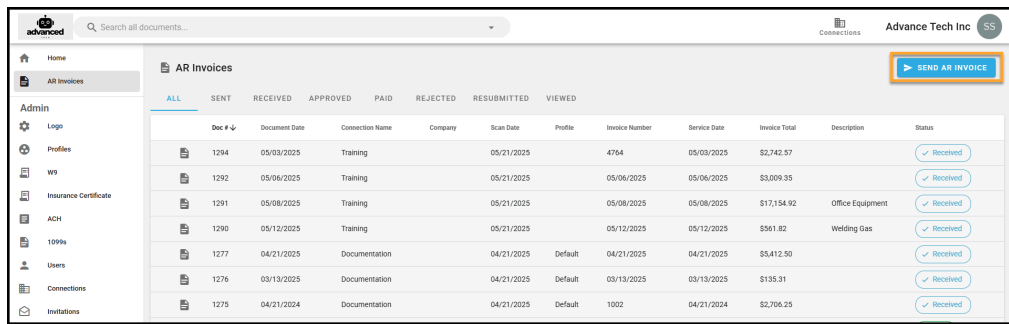 advanced
Search all documents...
Connections
Advance Tech Inc
SS
Home
AR Invoices
Admin
Logo
Profiles
W9
Insurance Certificate
ACH
1099s
Users
Connections
Invitations
AR Invoices
SEND AR INVOICE
ALL SENT RECEIVED APPROVED PAID REJECTED RESUBMITTED VIEWED
Doc # Document Date Connection Name Company Scan Date Profile Invoice Number Service Date Invoice Total Description Status
1294 05/03/2025 Training 05/21/2025 4764 05/03/2025 $2,742.57 Received
1292 05/06/2025 Training 05/21/2025 05/06/2025 05/06/2025 $3,009.35 Received
1291 05/08/2025 Training 05/21/2025 05/08/2025 05/08/2025 $17,154.92 Office Equipment Received
1290 05/12/2025 Training 05/21/2025 05/12/2025 05/12/2025 $561.82 Welding Gas Received
1277 04/21/2025 Documentation 04/21/2025 Default 04/21/2025 04/21/2025 $5,412.50 Received
1276 03/13/2025 Documentation 04/21/2025 Default 03/13/2025 03/13/2025 $135.31 Received
1275 04/21/2024 Documentation 04/21/2025 Default 1002 04/21/2024 $2,706.25 Received